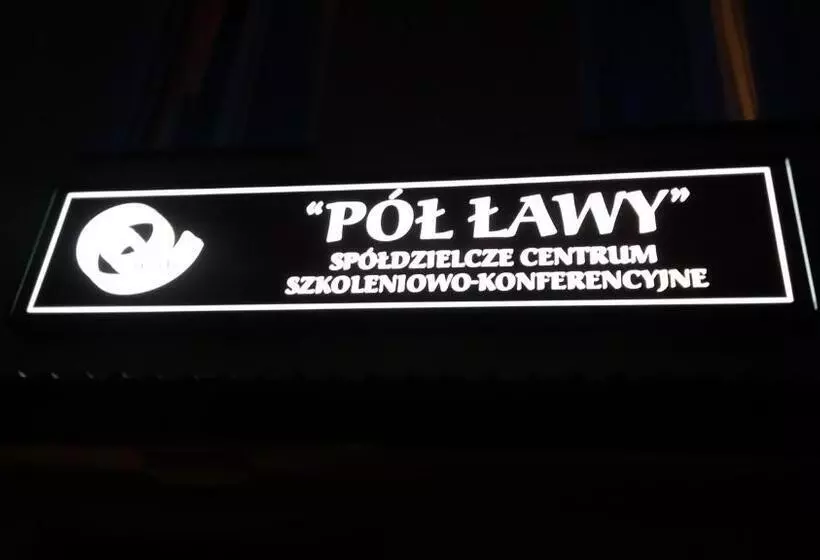 "PÓŁ ŁAWY"
SPÓŁDZIELCZE CENTRUM
SZKOLENIOWO-KONFERENCYJNE